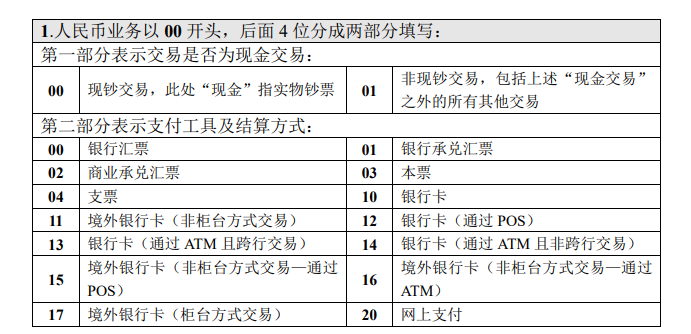 1.人民币业务以 00 开头，后面 4 位分成两部分填写：
第一部分表示交易是否为现金交易：
00 现钞交易，此处“现金”指实物钞票 01 非现钞交易，包括上述“现金交易”
之外的所有其他交易
第二部分表示支付工具及结算方式：
00 银行汇票 01 银行承兑汇票
02 商业承兑汇票 03 本票
04 支票 10 银行卡
11 境外银行卡（非柜台方式交易） 12 银行卡（通过 POS）
13 银行卡（通过 ATM 且跨行交易） 14 银行卡（通过 ATM 且非跨行交易）
15 境外银行卡（非柜台方式交易—通过
POS） 16 境外银行卡（非柜台方式交易—通过
ATM）
17 境外银行卡（柜台方式交易） 20 网上支付